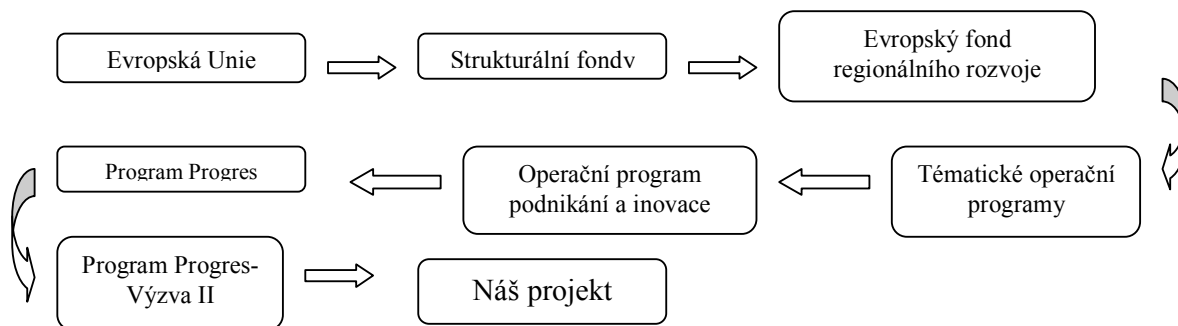 Evropská Unie
Strukturální fondy
Evropský fond
regionálního rozvoje
Tématické operační
programy
Operační program
podnikání a inovace
Program Progres
Program Progres-
Výzva II
Náš projekt